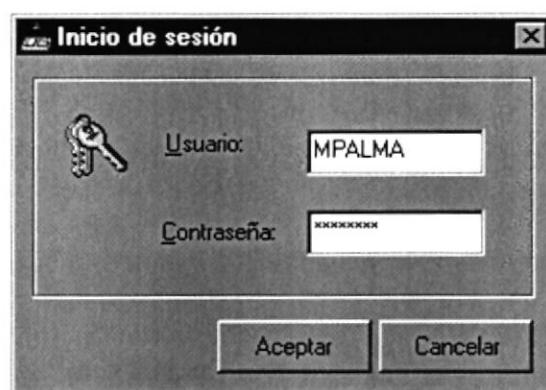 Inicio de sesión
Usuario: MPALMA
Contraseña: xxxxxxxx
Aceptar Cancelar